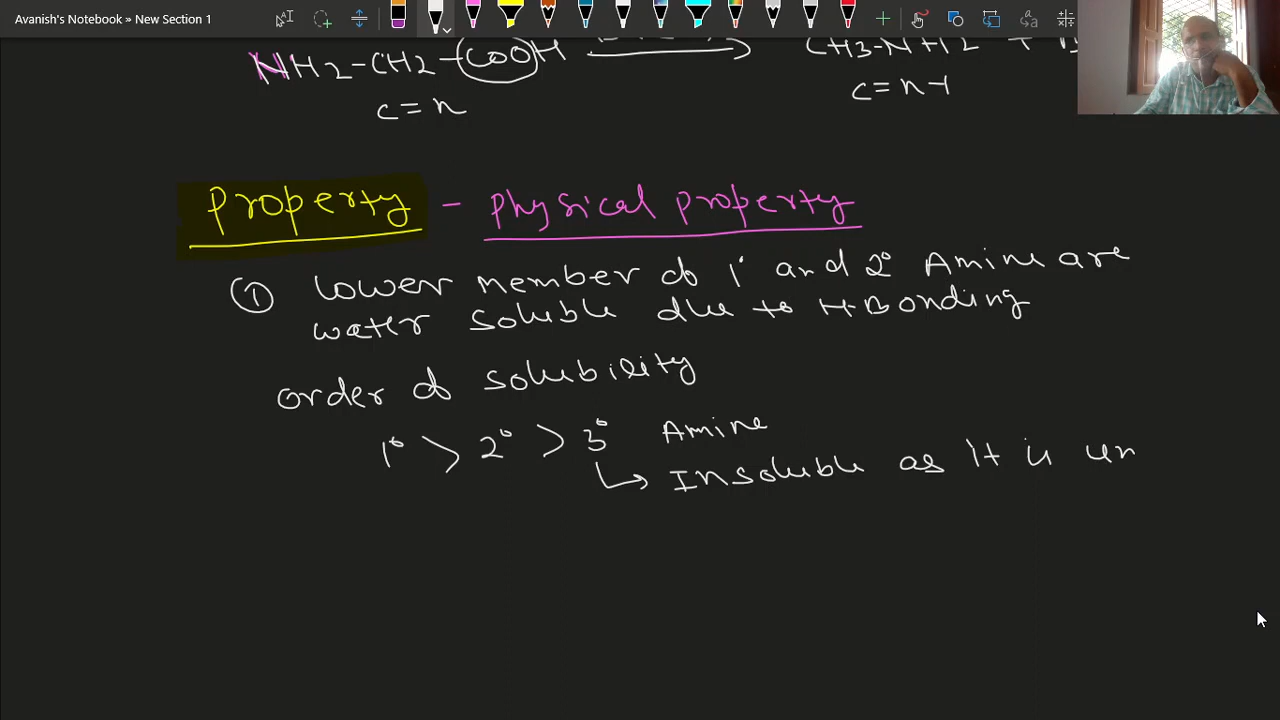 Avanish's Notebook » New Section 1
NH2-CH2-COOH CH3-NH2 +
c=n c=n-1
Property - Physical property
① Lower member of 1° and 2° Amine are
water soluble due to H-Bonding
order of solubility
1° > 2° > 3° Amine
↳ Insoluble as It is un